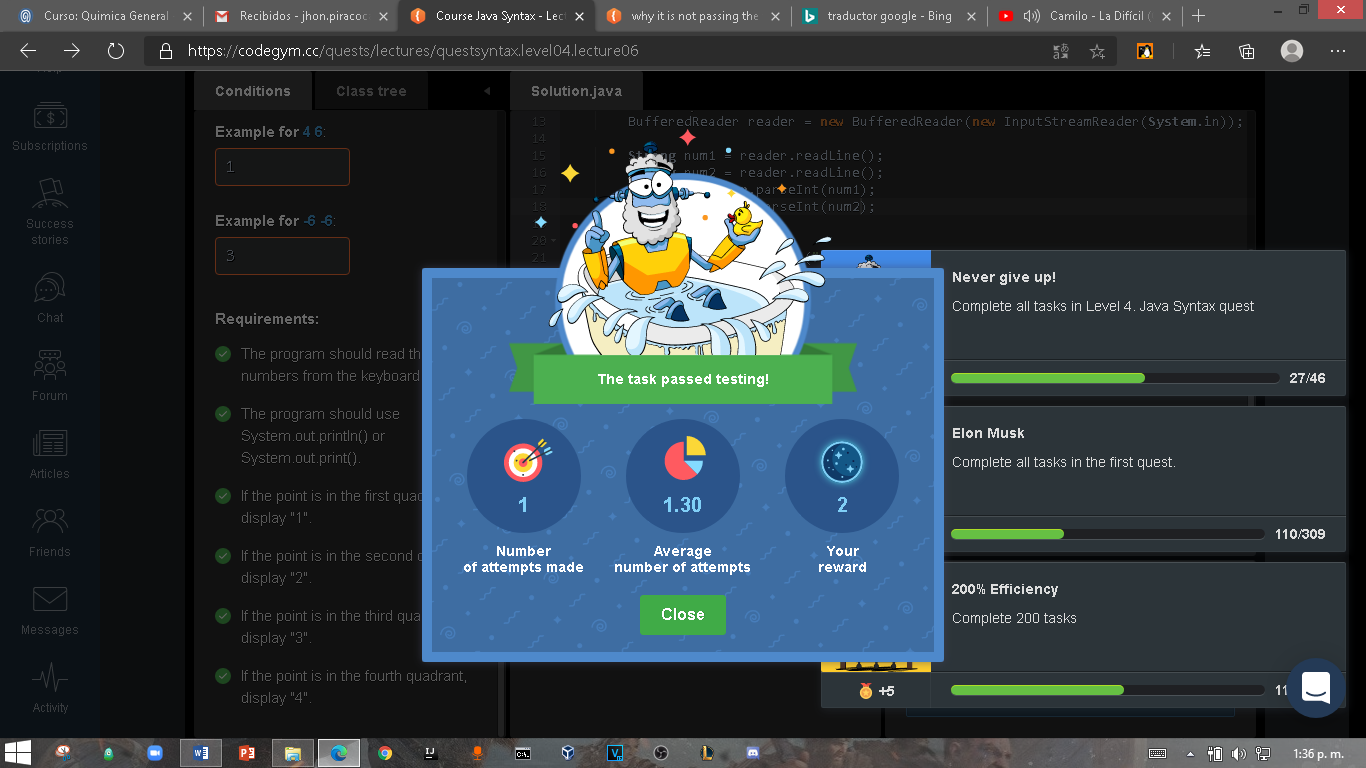 Curso: Quimica General
Recibidos - jhon.piracoc
Course Java Syntax - Lec
why it is not passing the
traductor google - Bing
Camilo - La Difícil (
https://codegym.cc/quests/lectures/questsyntax.level04.lecture06
Subscriptions
Success
stories
Chat
Forum
Articles
Friends
Messages
Activity
Conditions
Class tree
Example for 4 6:
1
Example for -6 -6:
3
Requirements:
The program should read th
numbers from the keyboard
The program should use
System.out.println() or
System.out.print().
If the point is in the first quad
display "1".
If the point is in the second
display "2".
If the point is in the third qua
display "3".
If the point is in the fourth quadrant,
display "4".
Solution.java
13 BufferedReader reader = new BufferedReader(new InputStreamReader(System.in));
14
15 String num1 = reader.readLine();
16 num2 = reader.readLine();
17 parseInt(num1);
18 parseInt(num2);
20
21
The task passed testing!
1
Number
of attempts made
1.30
Average
number of attempts
2
Your
reward
Close
Never give up!
Complete all tasks in Level 4. Java Syntax quest
27/46
Elon Musk
Complete all tasks in the first quest.
110/309
200% Efficiency
Complete 200 tasks
+5
11
1:36 p. m.